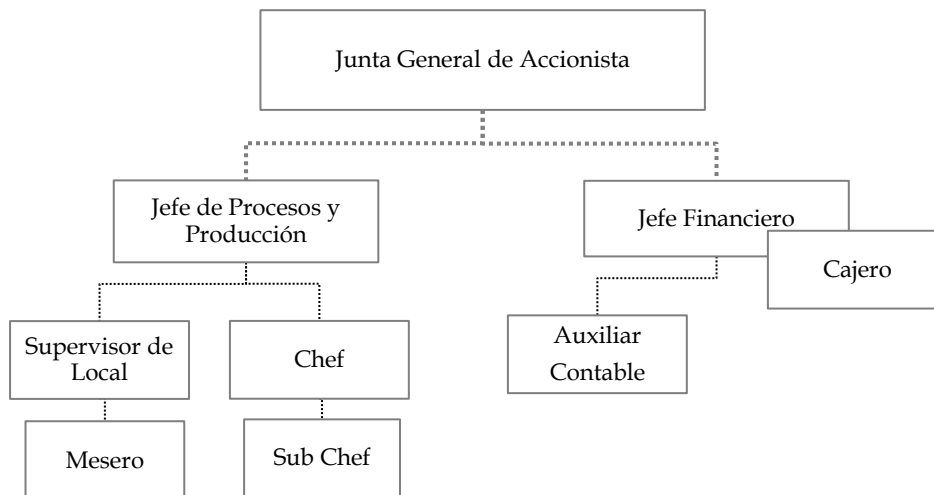 Junta General de Accionista
Jefe de Procesos y
Producción
Jefe Financiero
Cajero
Supervisor de
Local
Chef
Auxiliar
Contable
Mesero
Sub Chef